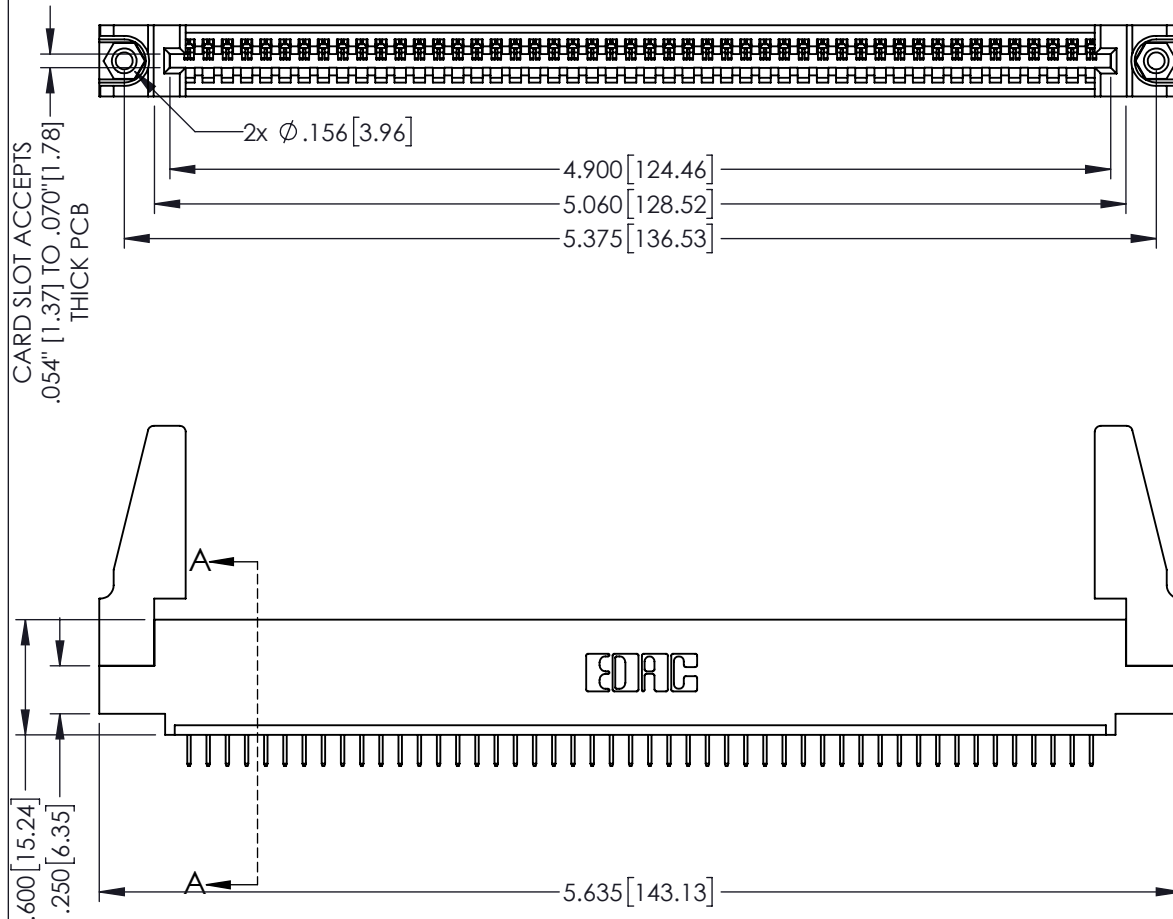 2x Ø .156 [3.96]
4.900 [124.46]
5.060 [128.52]
5.375 [136.53]
CARD SLOT ACCEPTS
.054" [1.37] TO .070" [1.78]
THICK PCB
A
EDAC
.600 [15.24]
.250 [6.35]
A
5.635 [143.13]